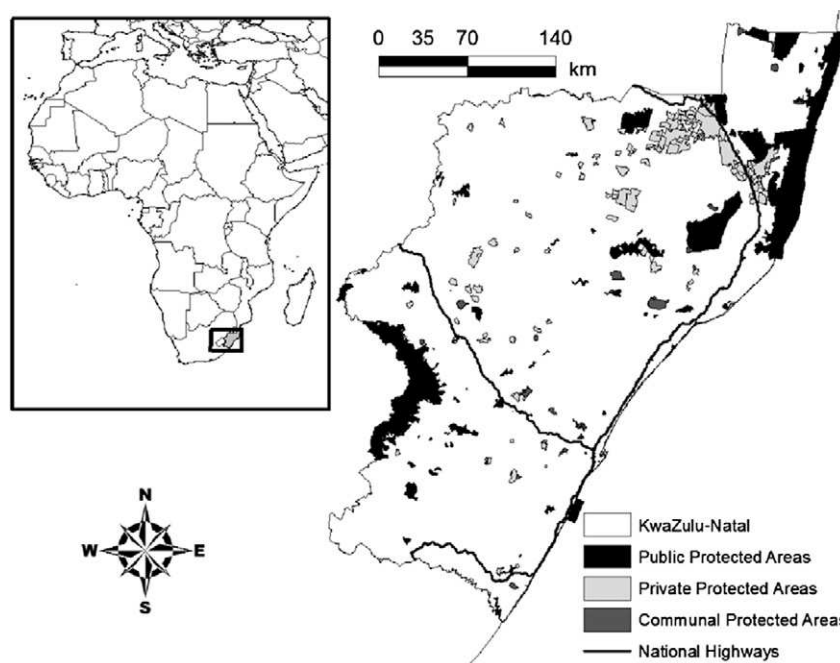 0 35 70 140
km
N
W E
S
KwaZulu-Natal
Public Protected Areas
Private Protected Areas
Communal Protected Areas
National Highways